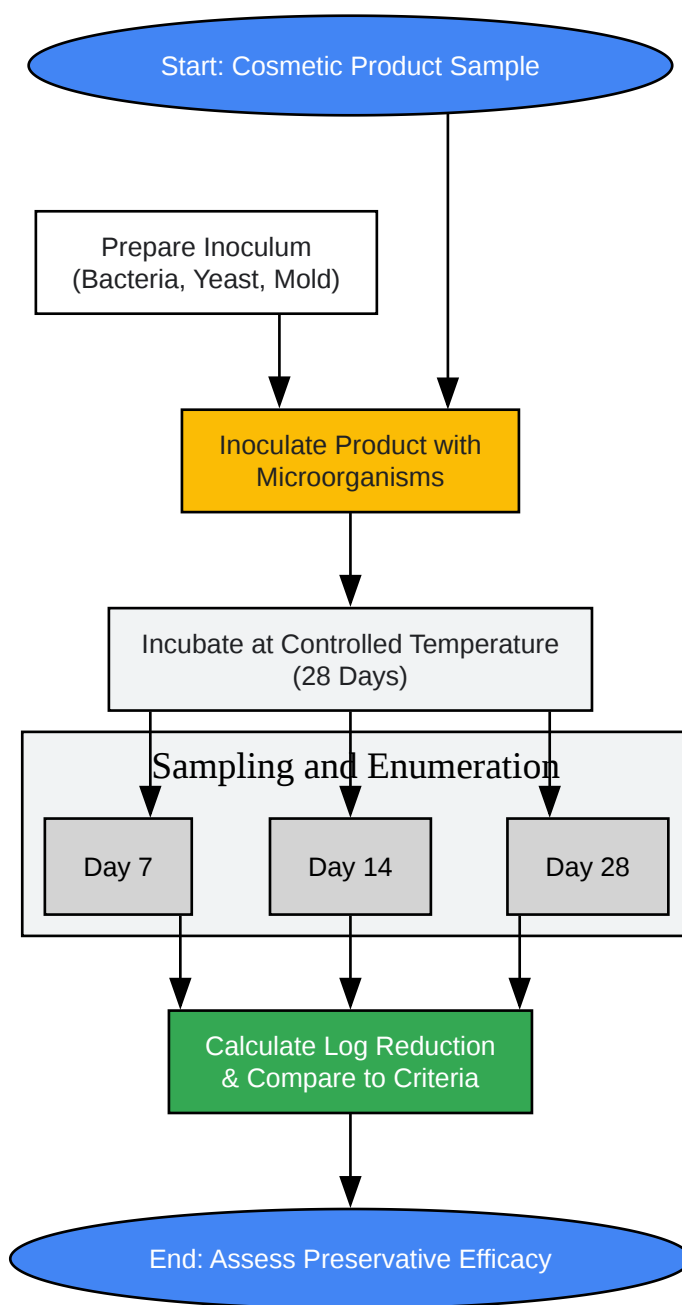 Start: Cosmetic Product Sample
Prepare Inoculum
(Bacteria, Yeast, Mold)
Inoculate Product with
Microorganisms
Incubate at Controlled Temperature
(28 Days)
Sampling and Enumeration
Day 7
Day 14
Day 28
Calculate Log Reduction
& Compare to Criteria
End: Assess Preservative Efficacy